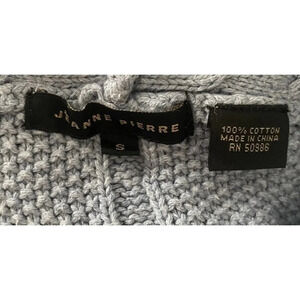 JEANNE PIERRE
S
100% COTTON
MADE IN CHINA
RN 50986